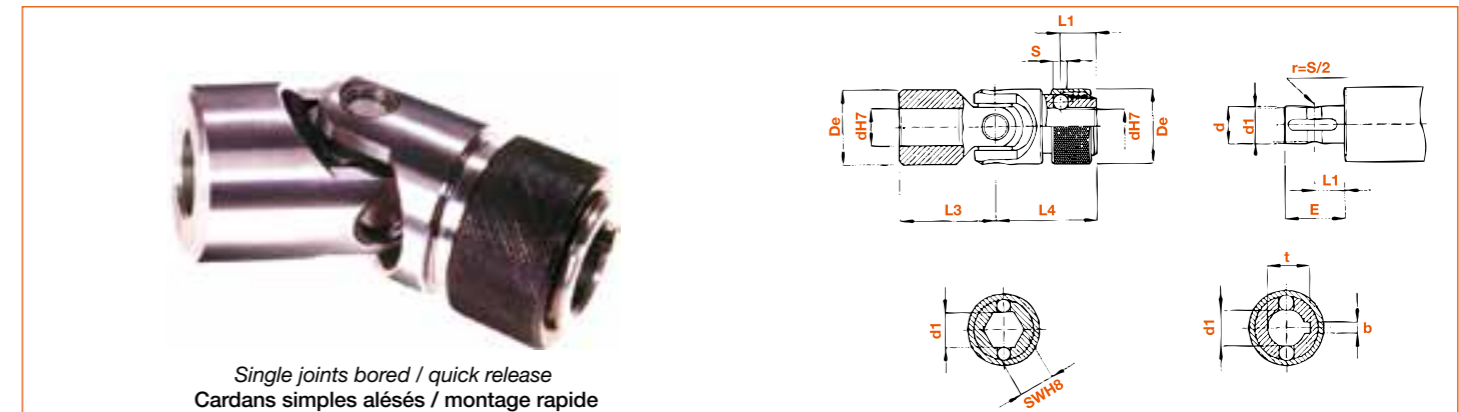 Single joints bored / quick release
Cardans simples alésés / montage rapide
L1
S
De
dH7
dH7
De
L3
L4
r=S/2
d
d1
L1
E
d1
SWH8
t
d1
b